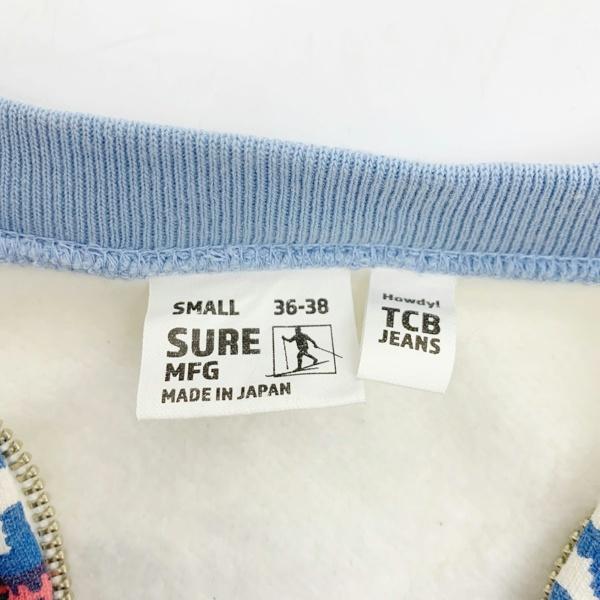 SMALL 36-38
SURE
MFG
MADE IN JAPAN
Howdy!
TCB
JEANS